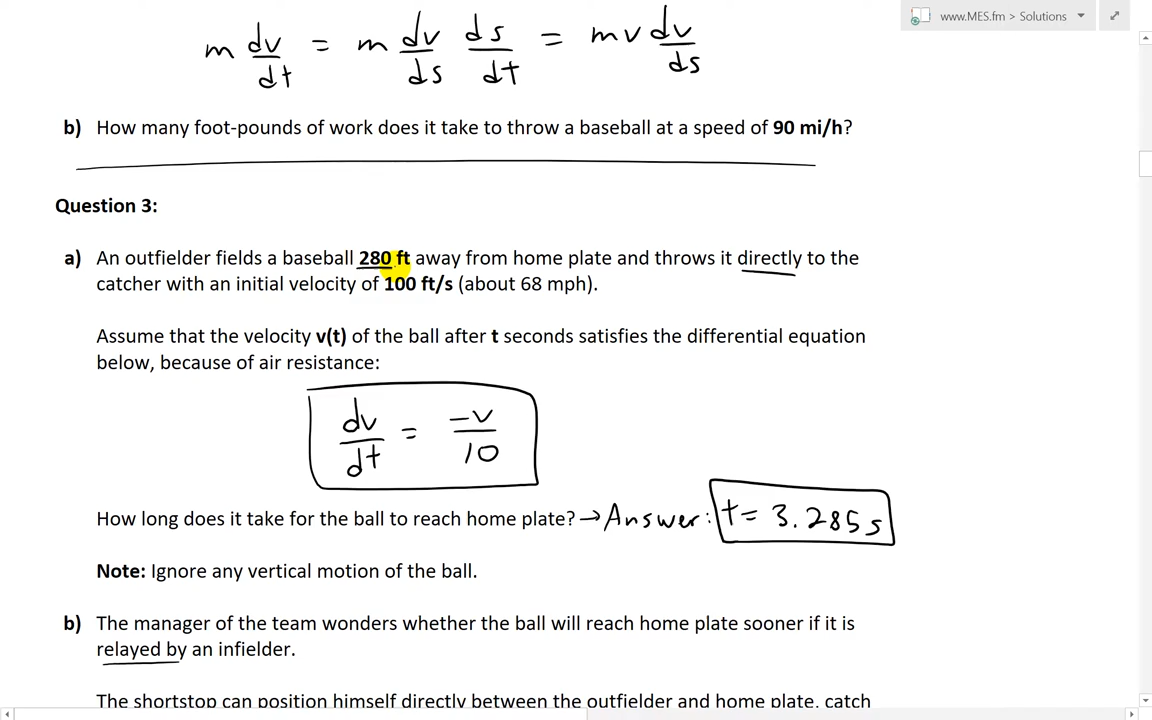 www.MES.fm > Solutions
m dv/dt = m dv/ds ds/dt = mv dv/ds
b) How many foot-pounds of work does it take to throw a baseball at a speed of 90 mi/h?
Question 3:
a) An outfielder fields a baseball 280 ft away from home plate and throws it directly to the
catcher with an initial velocity of 100 ft/s (about 68 mph).
Assume that the velocity v(t) of the ball after t seconds satisfies the differential equation
below, because of air resistance:
dv/dt = -v/10
How long does it take for the ball to reach home plate? → Answer: t = 3.285 s
Note: Ignore any vertical motion of the ball.
b) The manager of the team wonders whether the ball will reach home plate sooner if it is
relayed by an infielder.
The shortstop can position himself directly between the outfielder and home plate, catch